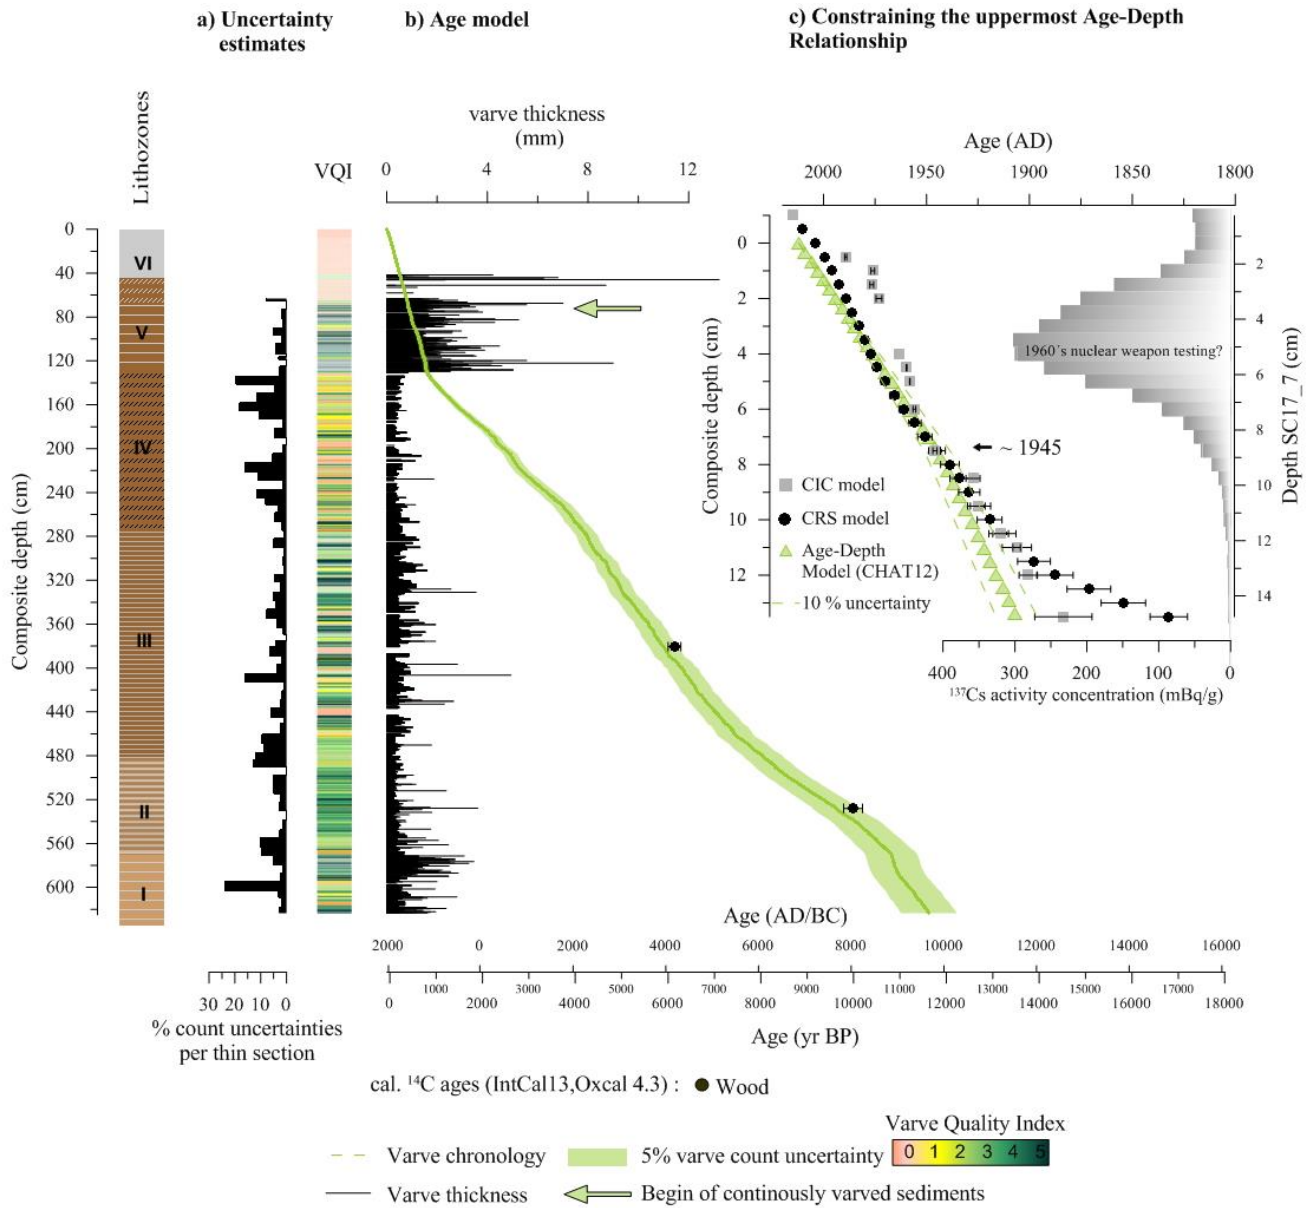 a) Uncertainty
estimates
b) Age model
c) Constraining the uppermost Age-Depth
Relationship
Lithozones
VQI
varve thickness
(mm)
0 4 8 12
Age (AD)
2000 1950 1900 1850 1800
Composite depth (cm)
0
40
80
120
160
200
240
280
320
360
400
440
480
520
560
600
VI
V
IV
III
II
I
Composite depth (cm)
0
2
4
6
8
10
12
1960´s nuclear weapon testing?
~ 1945
CIC model
CRS model
Age-Depth
Model (CHAT12)
10 % uncertainty
Depth SC17_7 (cm)
2
4
6
8
10
12
14
400 300 200 100 0
¹³⁷Cs activity concentration (mBq/g)
30 20 10 0
% count uncertainties
per thin section
Age (AD/BC)
2000 0 2000 4000 6000 8000 10000 12000 14000 16000
0 1000 2000 3000 4000 5000 6000 7000 8000 9000 10000 11000 12000 13000 14000 15000 16000 17000 18000
Age (yr BP)
cal. ¹⁴C ages (IntCal13,Oxcal 4.3) : Wood
Varve chronology
5% varve count uncertainty
Varve Quality Index
0 1 2 3 4 5
Varve thickness
Begin of continously varved sediments